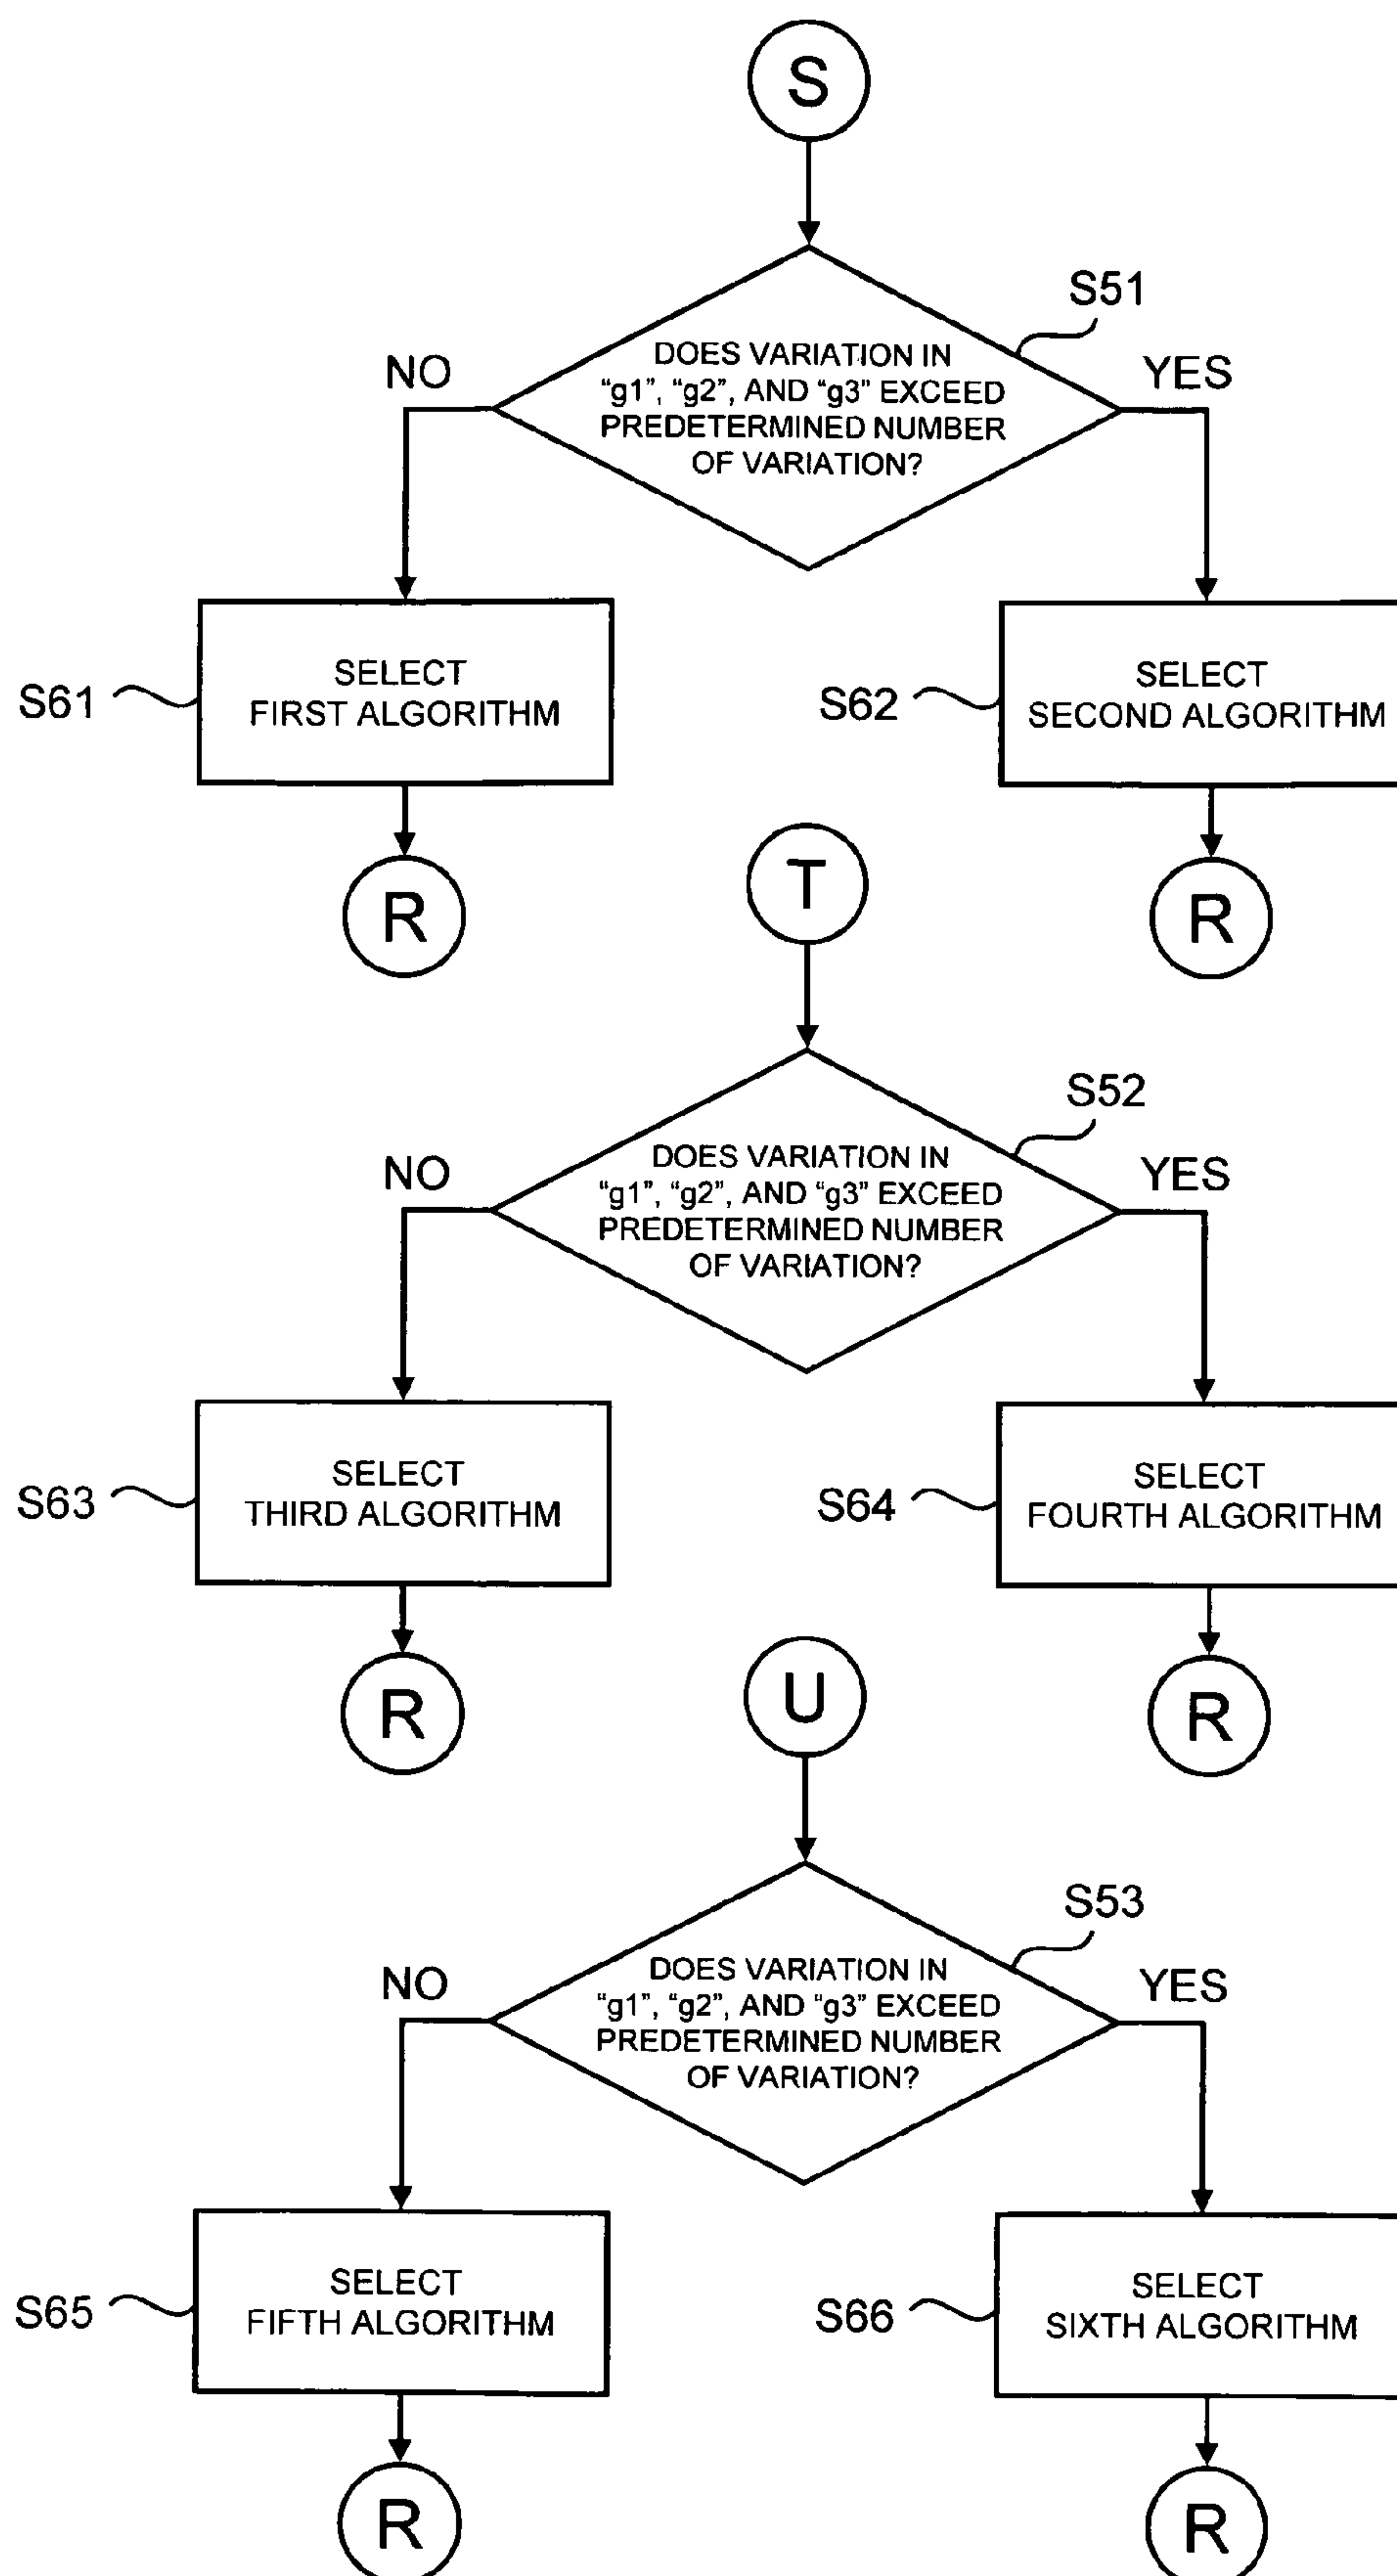 S
S51
NO
YES
DOES VARIATION IN
“g1”, “g2”, AND “g3” EXCEED
PREDETERMINED NUMBER
OF VARIATION?
S61
SELECT
FIRST ALGORITHM
S62
SELECT
SECOND ALGORITHM
R
R
T
S52
NO
YES
DOES VARIATION IN
“g1”, “g2”, AND “g3” EXCEED
PREDETERMINED NUMBER
OF VARIATION?
S63
SELECT
THIRD ALGORITHM
S64
SELECT
FOURTH ALGORITHM
R
R
U
S53
NO
YES
DOES VARIATION IN
“g1”, “g2”, AND “g3” EXCEED
PREDETERMINED NUMBER
OF VARIATION?
S65
SELECT
FIFTH ALGORITHM
S66
SELECT
SIXTH ALGORITHM
R
R